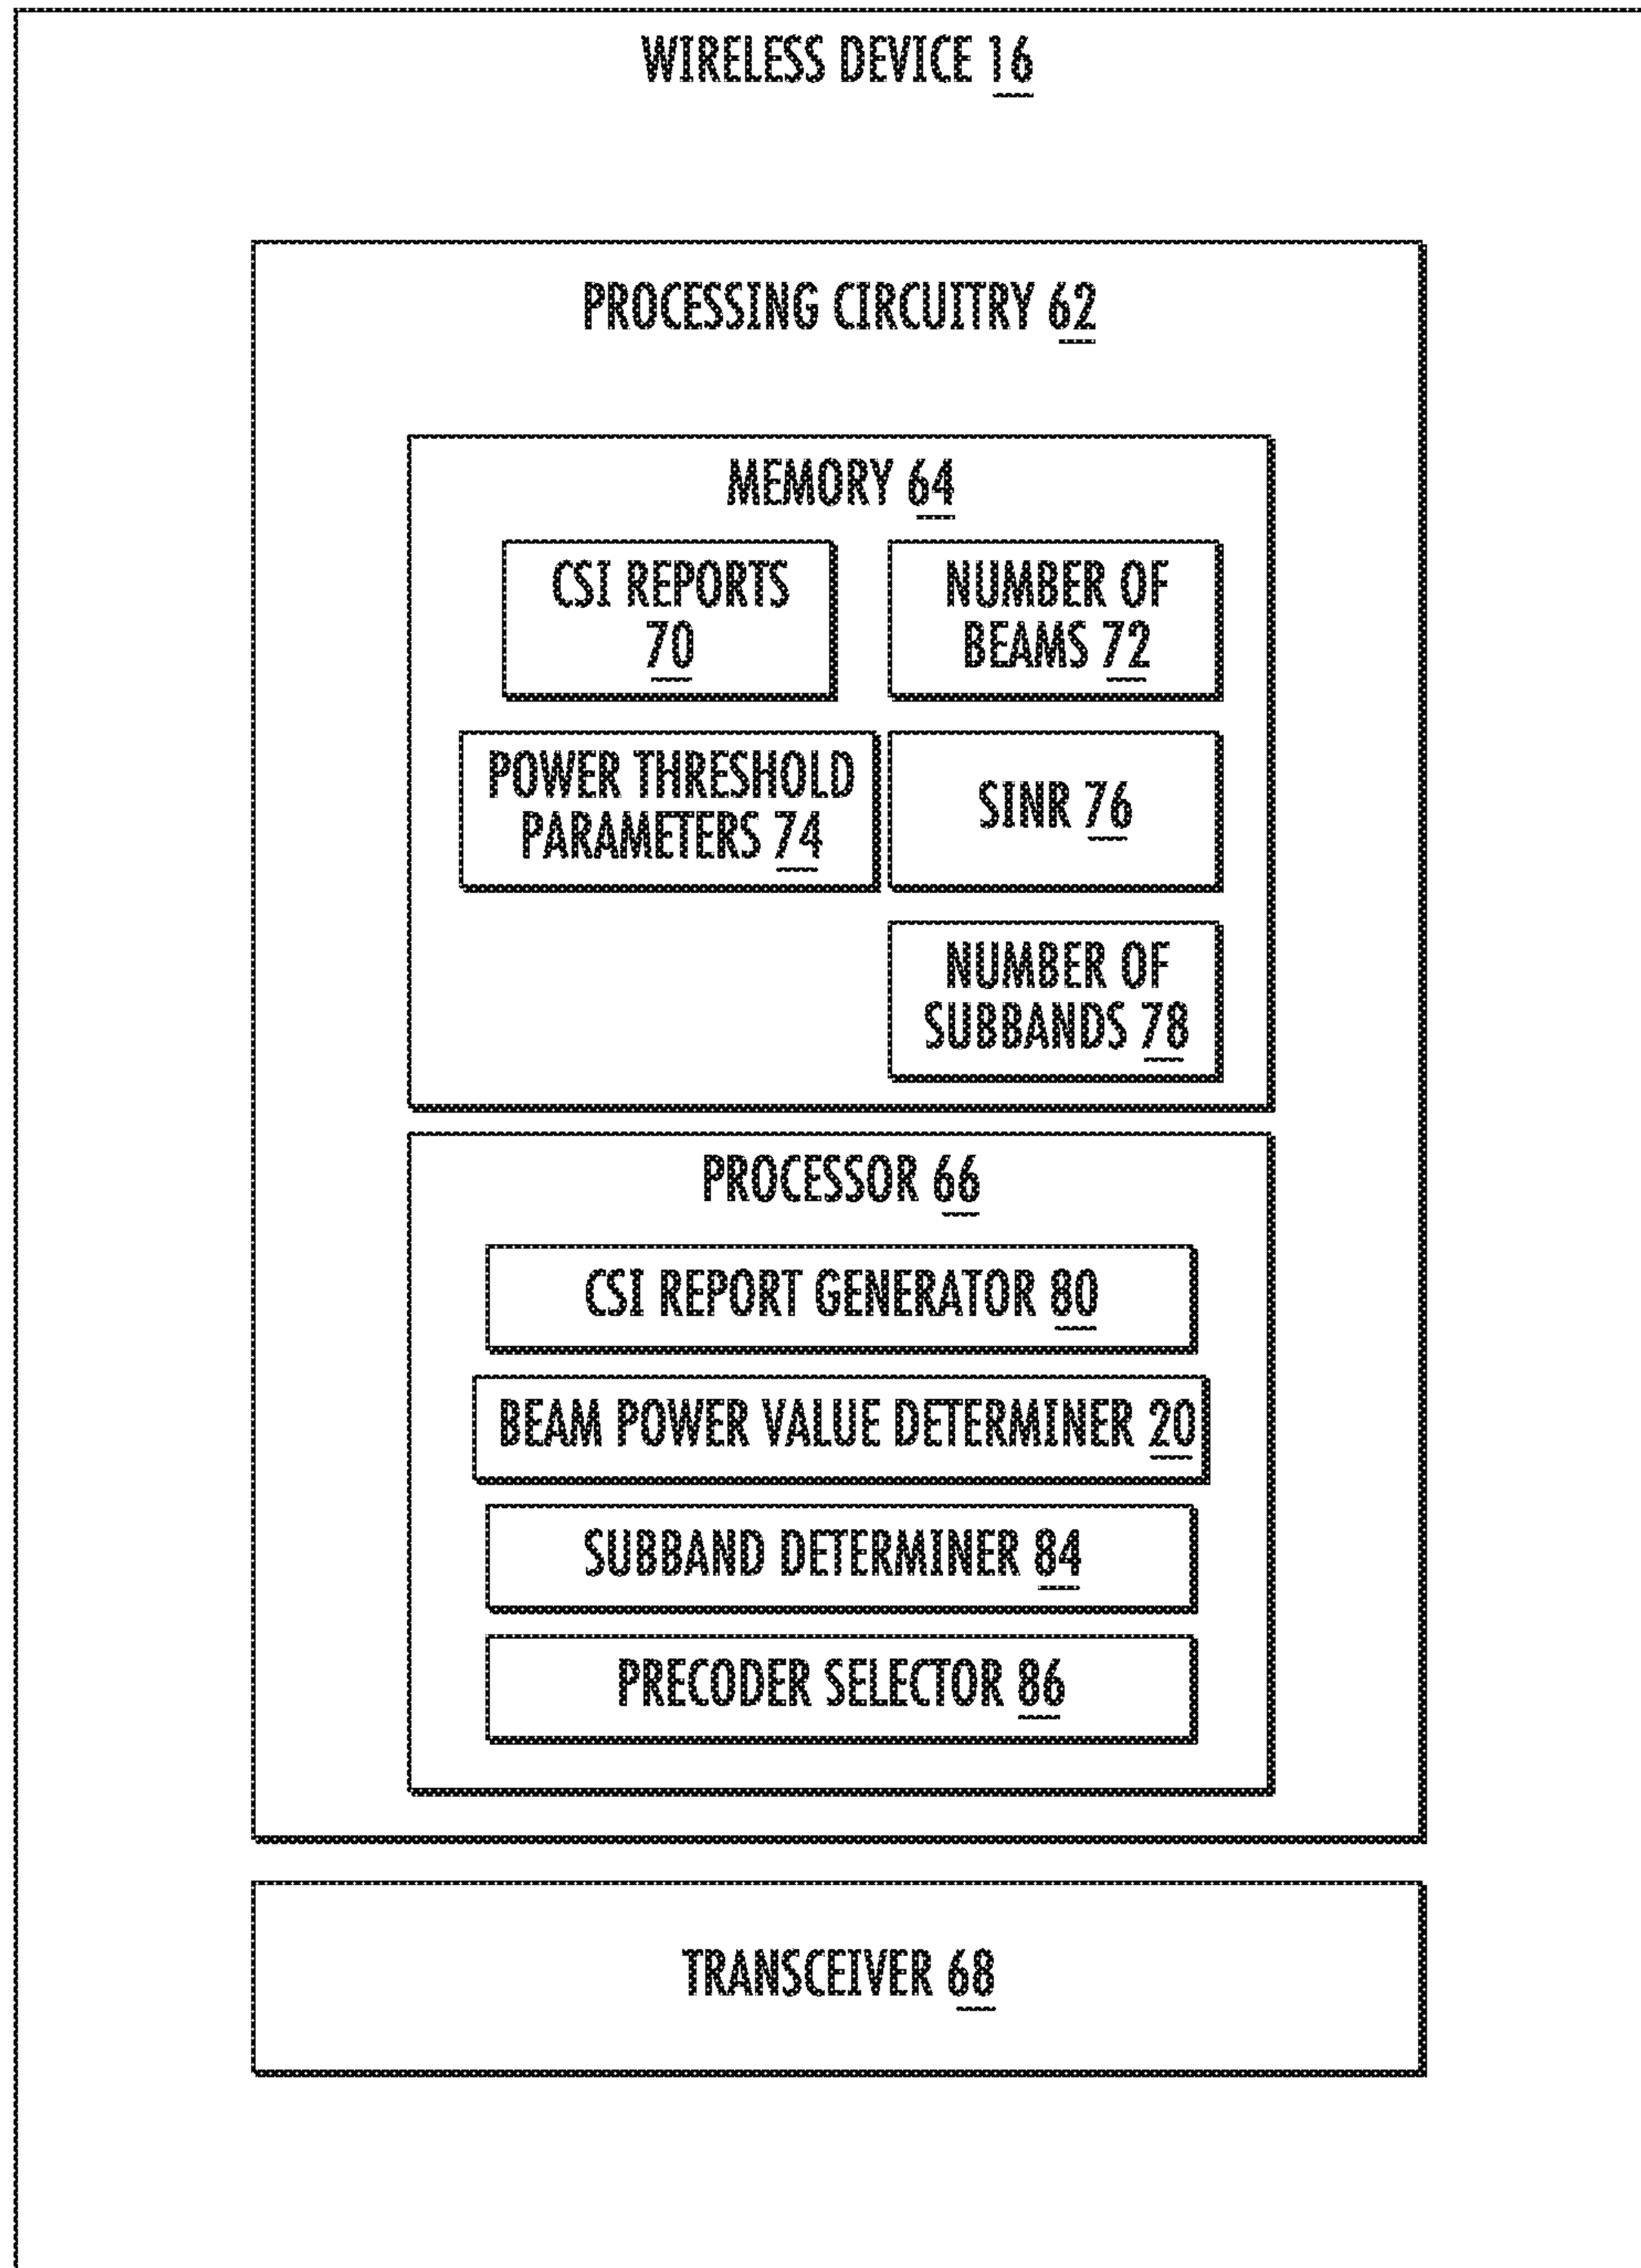 WIRELESS DEVICE 16
PROCESSING CIRCUITRY 62
MEMORY 64
CSI REPORTS
70
NUMBER OF
BEAMS 72
POWER THRESHOLD
PARAMETERS 74
SINR 76
NUMBER OF
SUBBANDS 78
PROCESSOR 66
CSI REPORT GENERATOR 80
BEAM POWER VALUE DETERMINER 20
SUBBAND DETERMINER 84
PRECODER SELECTOR 86
TRANSCEIVER 68